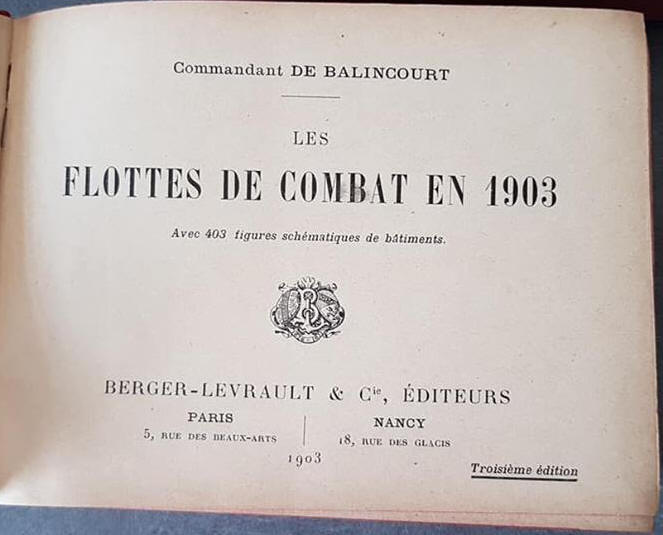 Commandant DE BALINCOURT
LES
FLOTTES DE COMBAT EN 1903
Avec 403 figures schématiques de bâtiments.
BERGER-LEVRAULT & Cie, ÉDITEURS
PARIS
5, RUE DES BEAUX-ARTS
NANCY
18, RUE DES GLACIS
1903
Troisième édition